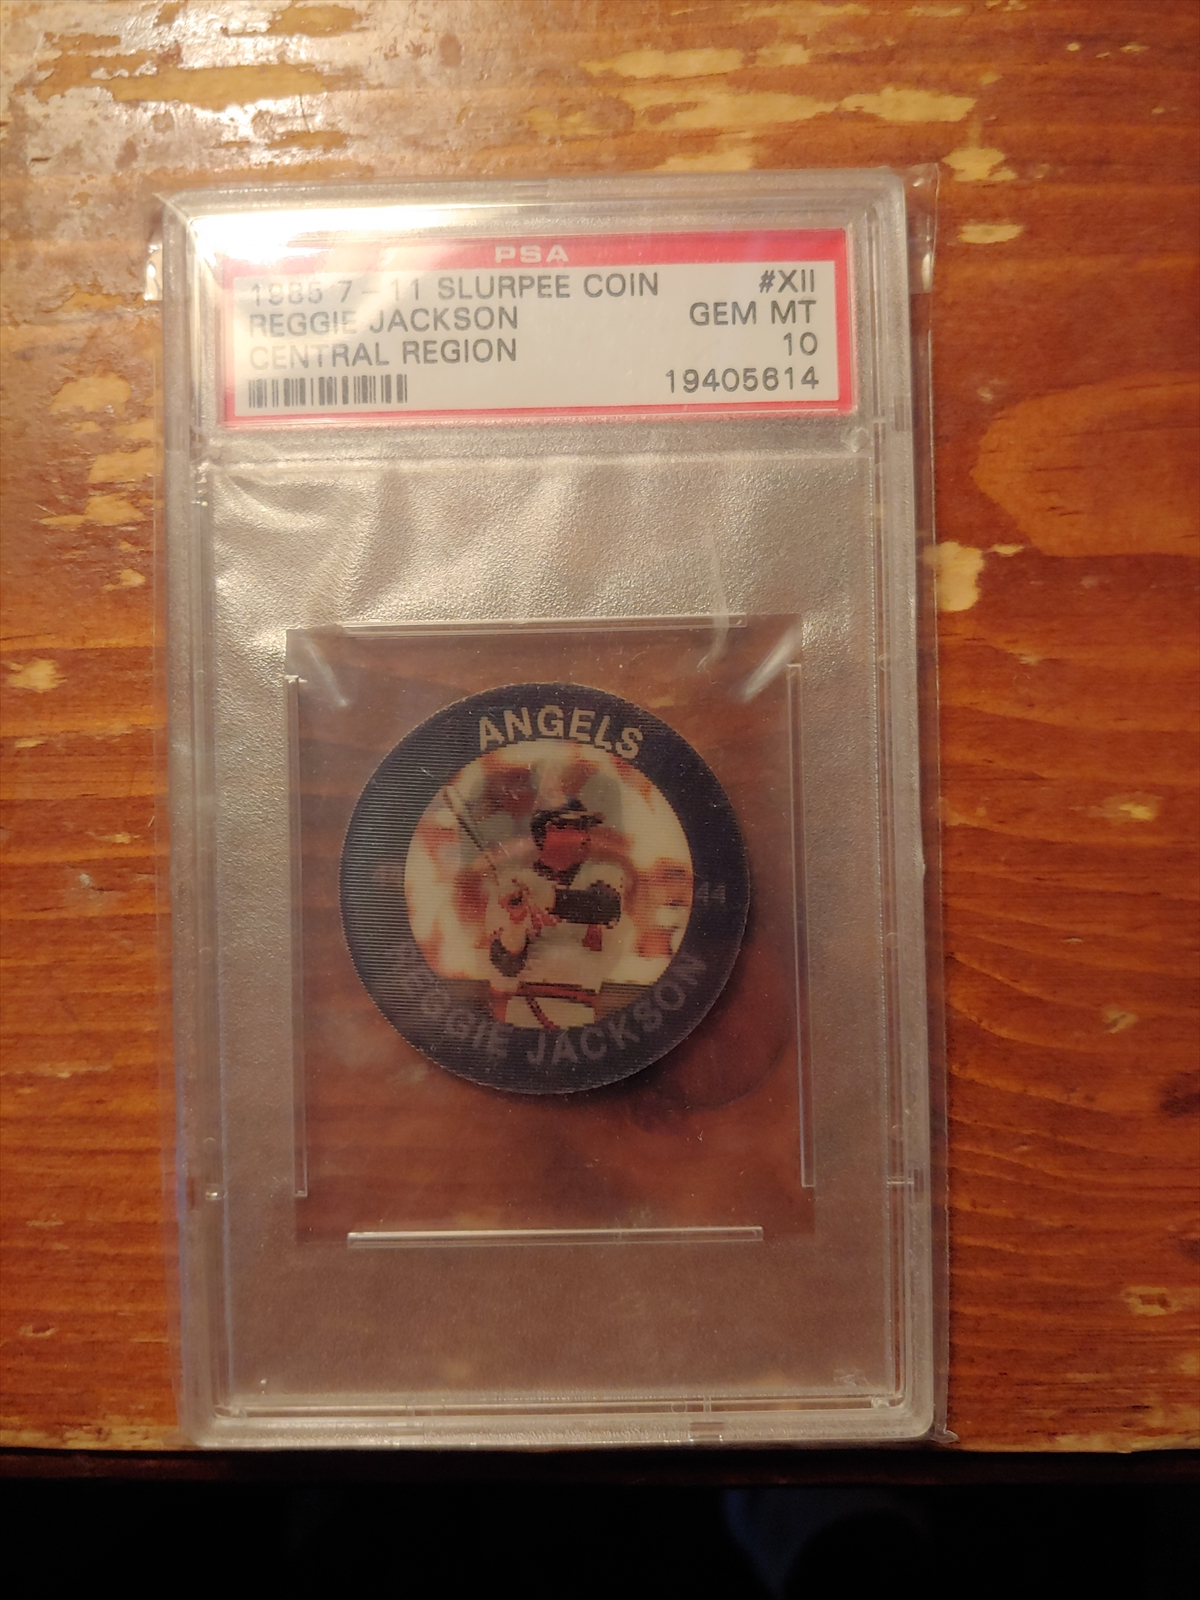 PSA
1985 7-11 SLURPEE COIN #XII
REGGIE JACKSON GEM MT
CENTRAL REGION 10
19405614
ANGELS
44
REGGIE JACKSON